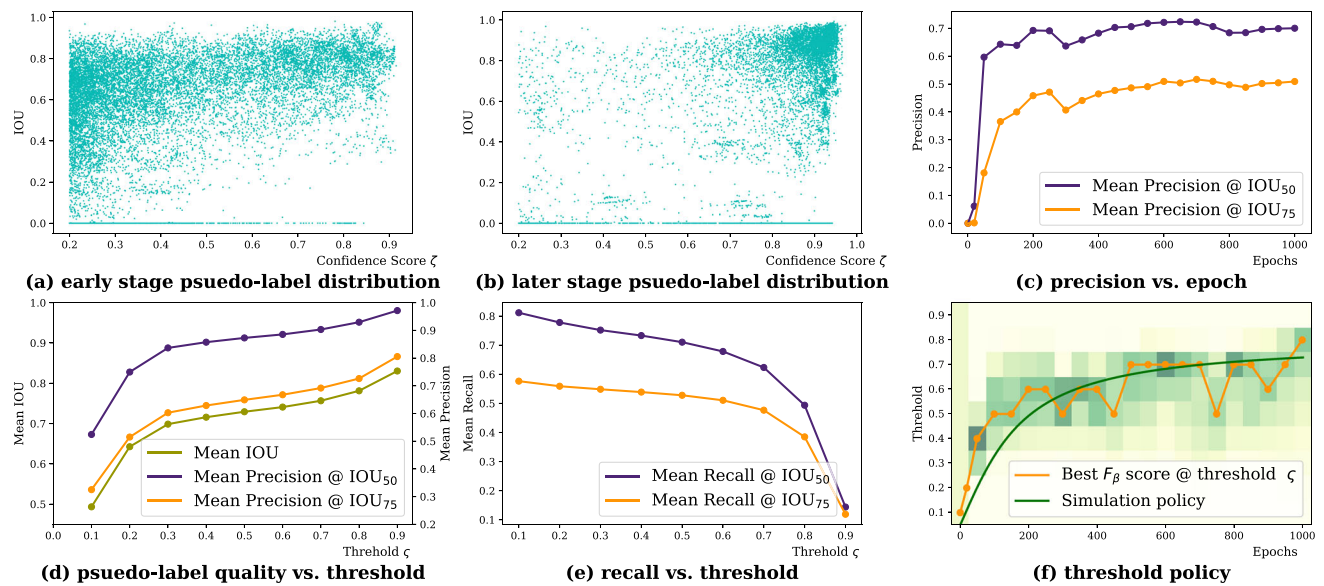 1.0
0.8
0.6
0.4
0.2
0.0
IOU
0.2 0.3 0.4 0.5 0.6 0.7 0.8 0.9
Confidence Score ζ
(a) early stage psuedo-label distribution
1.0
0.8
0.6
0.4
0.2
0.0
IOU
0.2 0.3 0.4 0.5 0.6 0.7 0.8 0.9 1.0
Confidence Score ζ
(b) later stage psuedo-label distribution
0.7
0.6
0.5
0.4
0.3
0.2
0.1
0.0
Precision
Mean Precision @ IOU50
Mean Precision @ IOU75
0 200 400 600 800 1000
Epochs
(c) precision vs. epoch
1.0
0.9
0.8
0.7
0.6
0.5
Mean IOU
1.0
0.9
0.8
0.7
0.6
0.5
0.4
0.3
0.2
Mean Precision
Mean IOU
Mean Precision @ IOU50
Mean Precision @ IOU75
0.0 0.1 0.2 0.3 0.4 0.5 0.6 0.7 0.8 0.9
Threhold ς
(d) psuedo-label quality vs. threshold
0.8
0.7
0.6
0.5
0.4
0.3
0.2
0.1
Mean Recall
Mean Recall @ IOU50
Mean Recall @ IOU75
0.1 0.2 0.3 0.4 0.5 0.6 0.7 0.8 0.9
Threhold ς
(e) recall vs. threshold
0.9
0.8
0.7
0.6
0.5
0.4
0.3
0.2
0.1
Threshold
Best Fβ score @ threshold ς
Simulation policy
0 200 400 600 800 1000
Epochs
(f) threshold policy